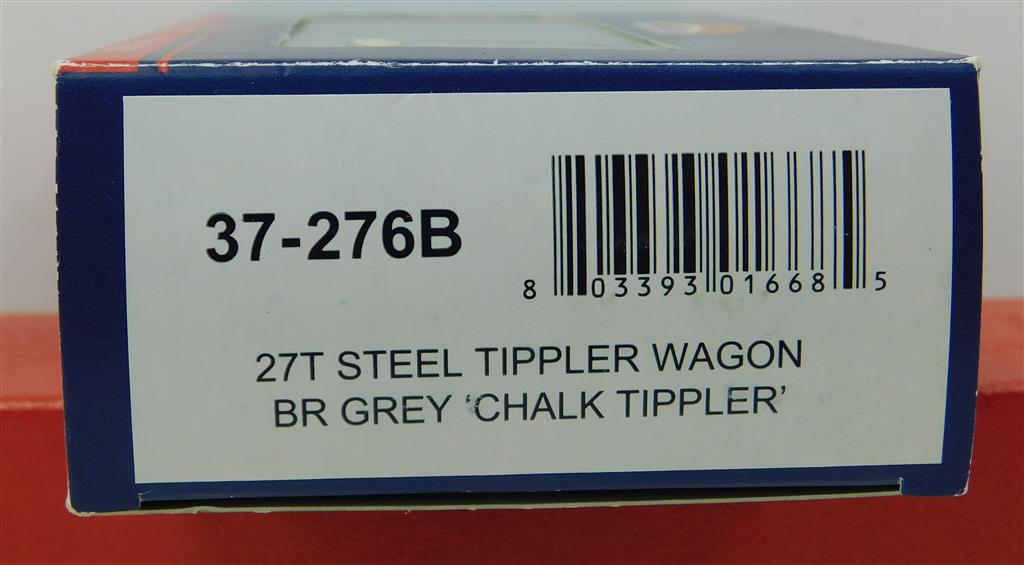 37-276B
8 03393 01668 5
27T STEEL TIPPLER WAGON
BR GREY ‘CHALK TIPPLER’